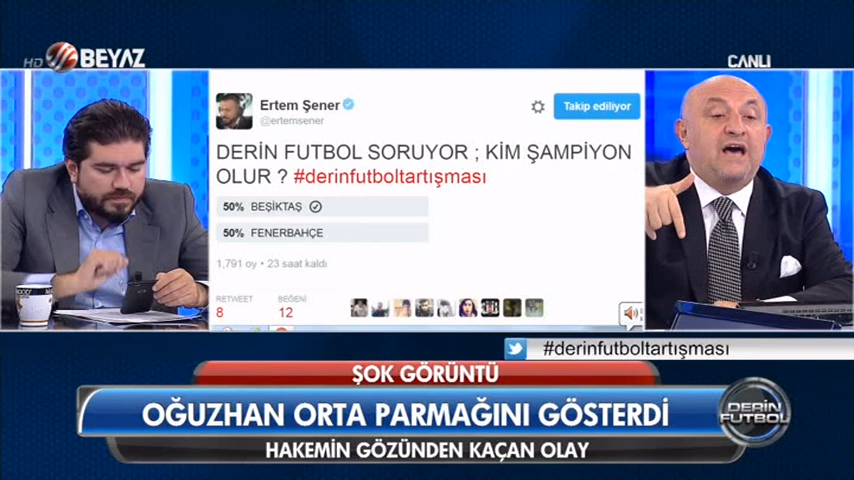 HD BEYAZ
CANLI
Ertem Şener
@ertemsener
Takip ediliyor
DERİN FUTBOL SORUYOR ; KİM ŞAMPİYON
OLUR ? #derinfutboltartışması
50% BEŞİKTAŞ
50% FENERBAHÇE
1,791 oy • 23 saat kaldı
RETWEET
8
BEĞENİ
12
#derinfutboltartışması
ŞOK GÖRÜNTÜ
OĞUZHAN ORTA PARMAĞINI GÖSTERDİ
HAKEMİN GÖZÜNDEN KAÇAN OLAY
DERİN
FUTBOL